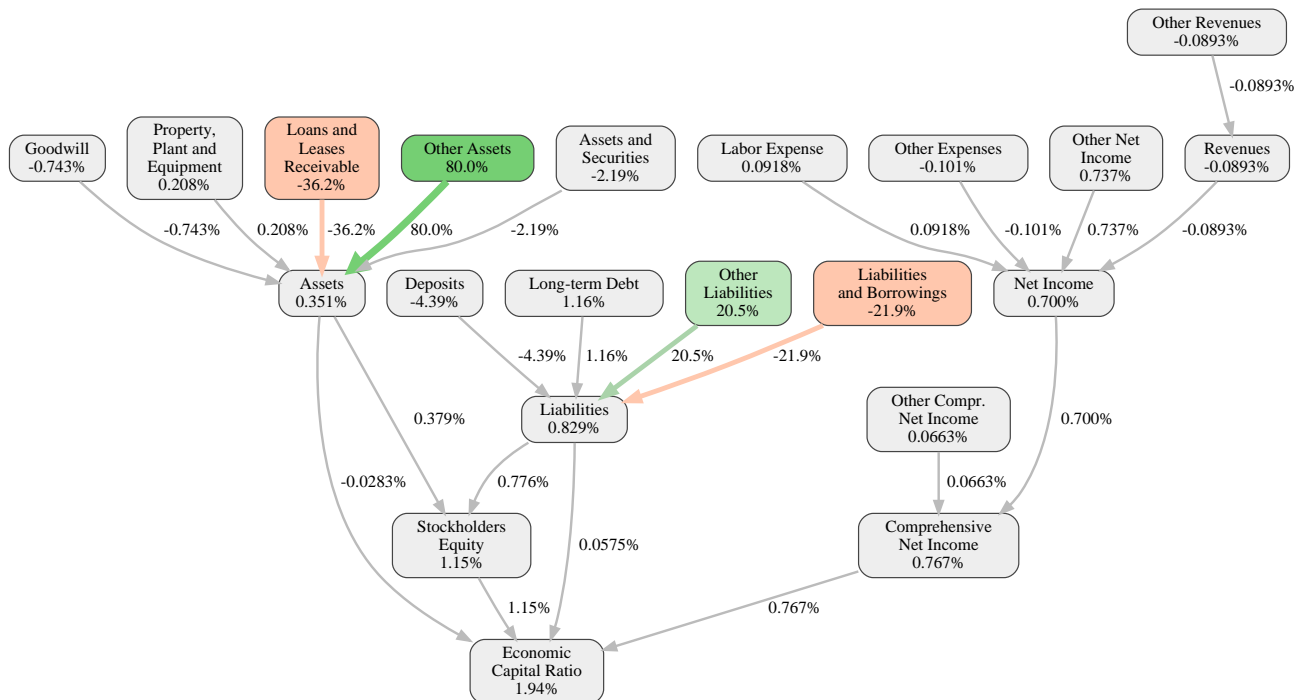 Other Revenues
-0.0893%
-0.0893%
Goodwill
-0.743%
Property,
Plant and
Equipment
0.208%
Loans and
Leases
Receivable
-36.2%
Other Assets
80.0%
Assets and
Securities
-2.19%
Labor Expense
0.0918%
Other Expenses
-0.101%
Other Net
Income
0.737%
Revenues
-0.0893%
-0.743%
0.208%
-36.2%
80.0%
-2.19%
0.0918%
-0.101%
0.737%
-0.0893%
Assets
0.351%
Deposits
-4.39%
Long-term Debt
1.16%
Other
Liabilities
20.5%
Liabilities
and Borrowings
-21.9%
Net Income
0.700%
-4.39%
1.16%
20.5%
-21.9%
0.379%
Liabilities
0.829%
Other Compr.
Net Income
0.0663%
0.700%
-0.0283%
0.776%
0.0663%
Stockholders
Equity
1.15%
0.0575%
Comprehensive
Net Income
0.767%
1.15%
0.767%
Economic
Capital Ratio
1.94%